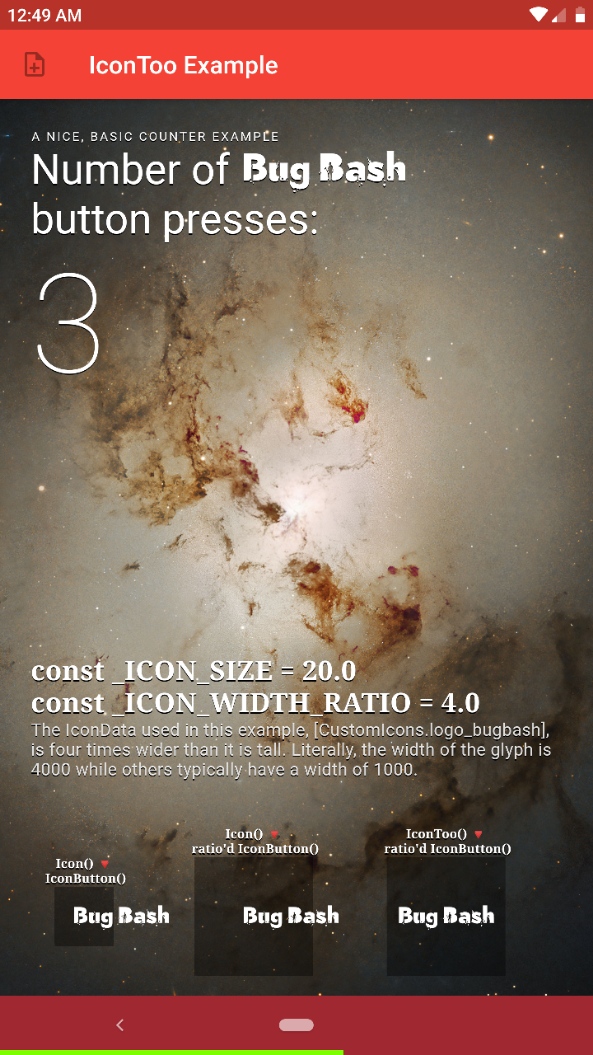 12:49 AM
IconToo Example
A NICE, BASIC COUNTER EXAMPLE
Number of Bug Bash
button presses:
3
const _ICON_SIZE = 20.0
const _ICON_WIDTH_RATIO = 4.0
The IconData used in this example, [CustomIcons.logo_bugbash],
is four times wider than it is tall. Literally, the width of the glyph is
4000 while others typically have a width of 1000.
Icon()
IconButton()
Bug Bash
Icon()
ratio'd IconButton()
Bug Bash
IconToo()
ratio'd IconButton()
Bug Bash